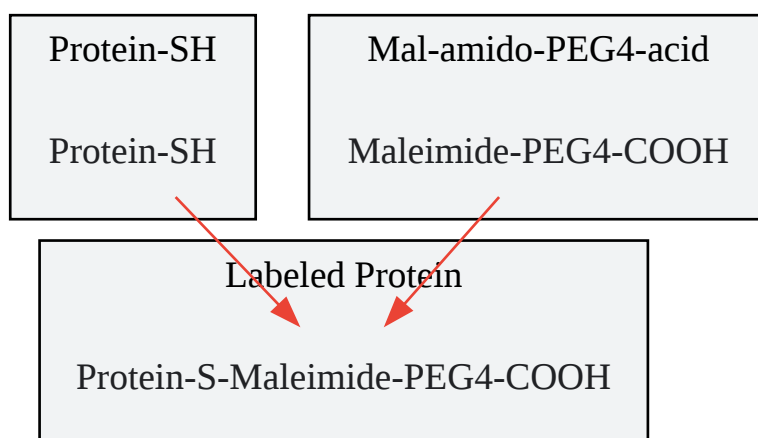 Protein-SH
Protein-SH
Mal-amido-PEG4-acid
Maleimide-PEG4-COOH
Labeled Protein
Protein-S-Maleimide-PEG4-COOH